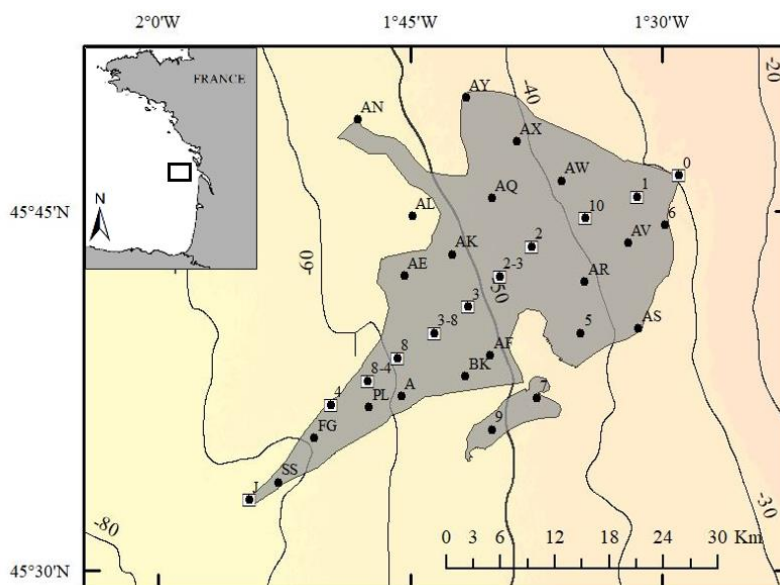 2°0'W 1°45'W 1°30'W
FRANCE
N
-20
-40
AY
AN
AX
0
AW
1
AQ
45°45'N
10
6
AL
2
AV
AK
-60
AE
2-3
AR
-50
3
3-8
5
AS
8
AF
8-4
BK
7
4
PL
A
9
FG
SS
J
-30
-80
0 3 6 12 18 24 30 Km
45°30'N